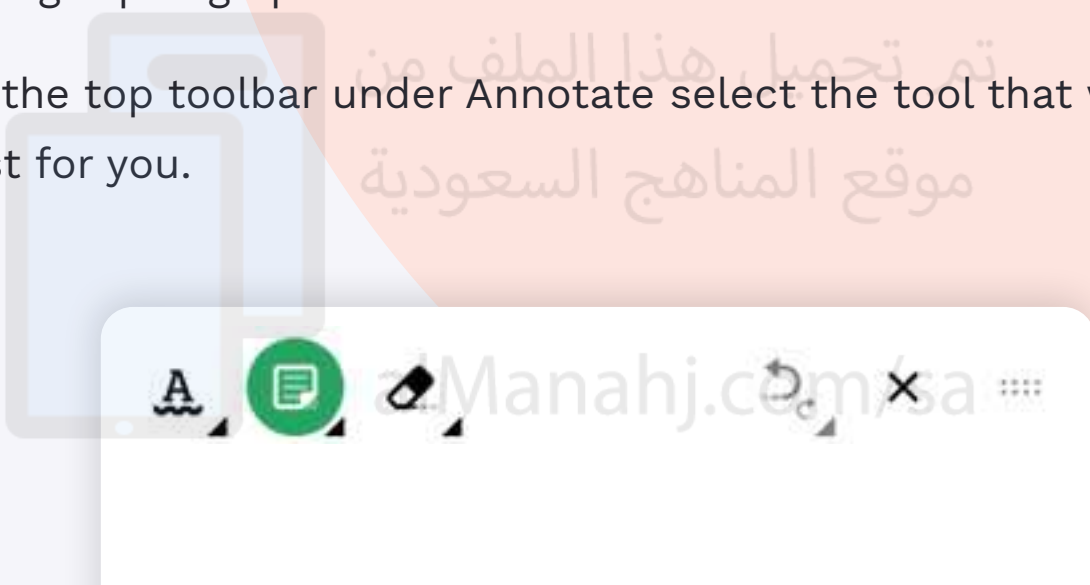 the top toolbar under Annotate select the tool that
for you.
تم تحميل هذا الملف من
موقع المناهج السعودية
alManahj.com/sa